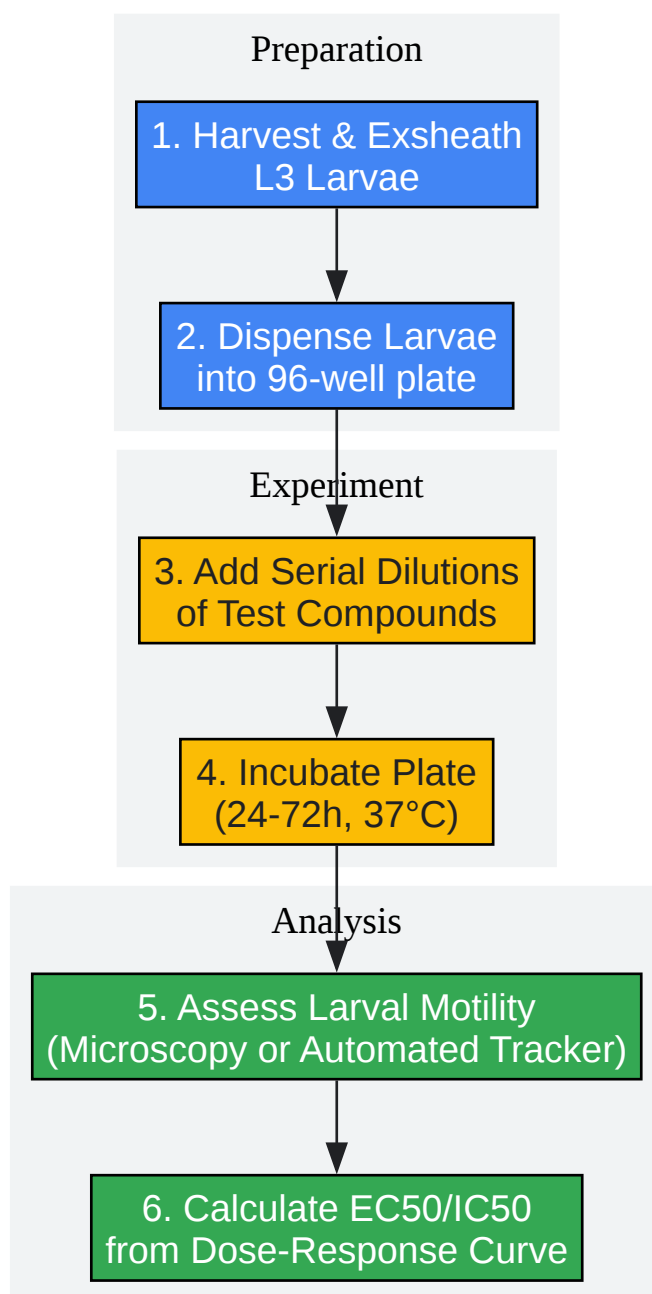 Preparation
1. Harvest & Exsheath
L3 Larvae
2. Dispense Larvae
into 96-well plate
Experiment
3. Add Serial Dilutions
of Test Compounds
4. Incubate Plate
(24-72h, 37°C)
Analysis
5. Assess Larval Motility
(Microscopy or Automated Tracker)
6. Calculate EC50/IC50
from Dose-Response Curve